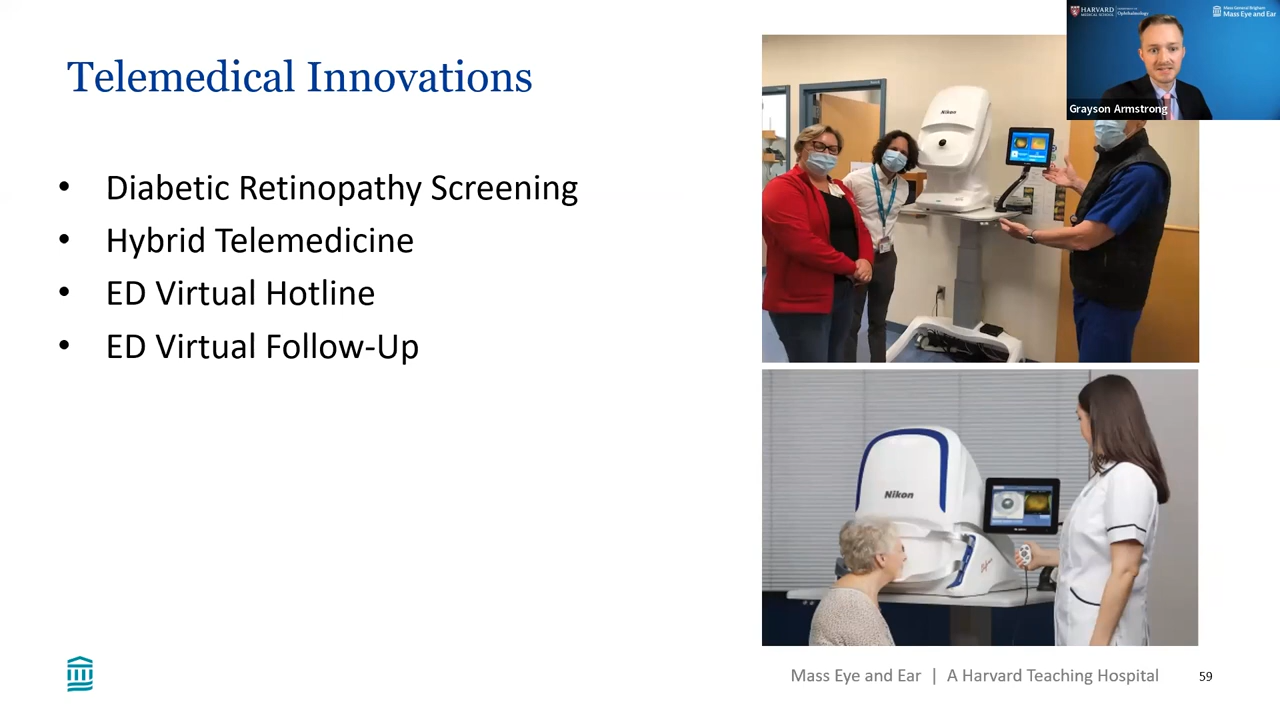 Telemedical Innovations
• Diabetic Retinopathy Screening
• Hybrid Telemedicine
• ED Virtual Hotline
• ED Virtual Follow-Up
HARVARD
MEDICAL SCHOOL
Ophthalmology
Mass General Brigham
Mass Eye and Ear
Grayson Armstrong
Nikon
Nikon
Mass Eye and Ear | A Harvard Teaching Hospital
59